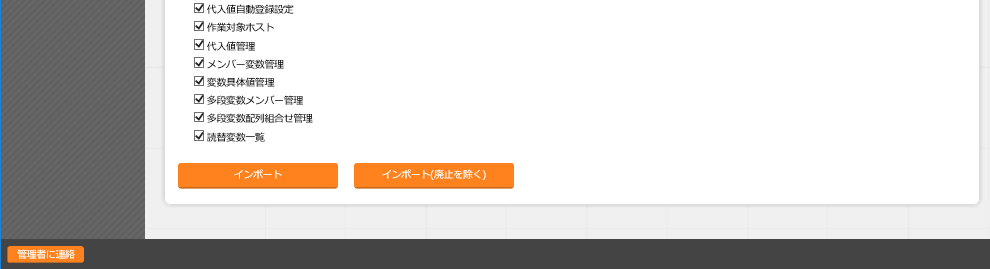 代入値自動登録設定
作業対象ホスト
代入値管理
メンバー変数管理
変数具体値管理
多段変数メンバー管理
多段変数配列組合せ管理
読替変数一覧
インポート インポート(廃止を除く)
管理者に連絡